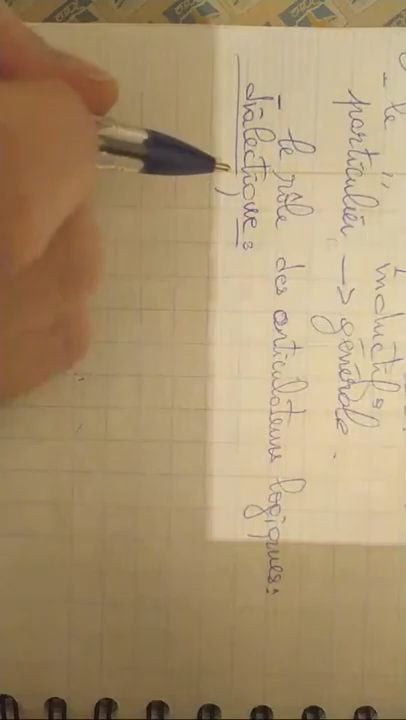 - le
" inductif "
particulier -> générale.
- le rôle des articulateurs logiques :
dialectique :